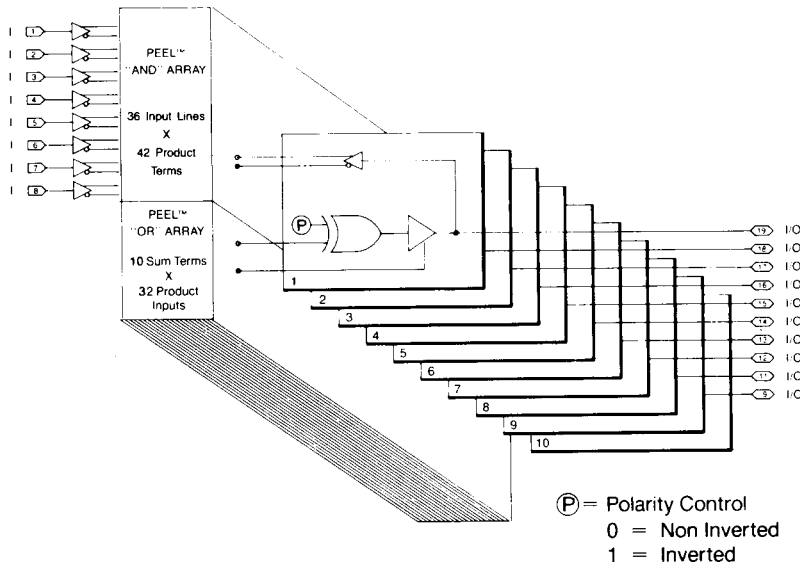 I 1
I 2
I 3
I 4
I 5
I 6
I 7
I 8
PEEL™
"AND" ARRAY
36 Input Lines
X
42 Product
Terms
PEEL™
"OR" ARRAY
10 Sum Terms
X
32 Product
Inputs
P
1
2
3
4
5
6
7
8
9
10
19 I/O
18 I/O
17 I/O
16 I/O
15 I/O
14 I/O
13 I/O
12 I/O
11 I/O
9 I/O
P = Polarity Control
0 = Non Inverted
1 = Inverted